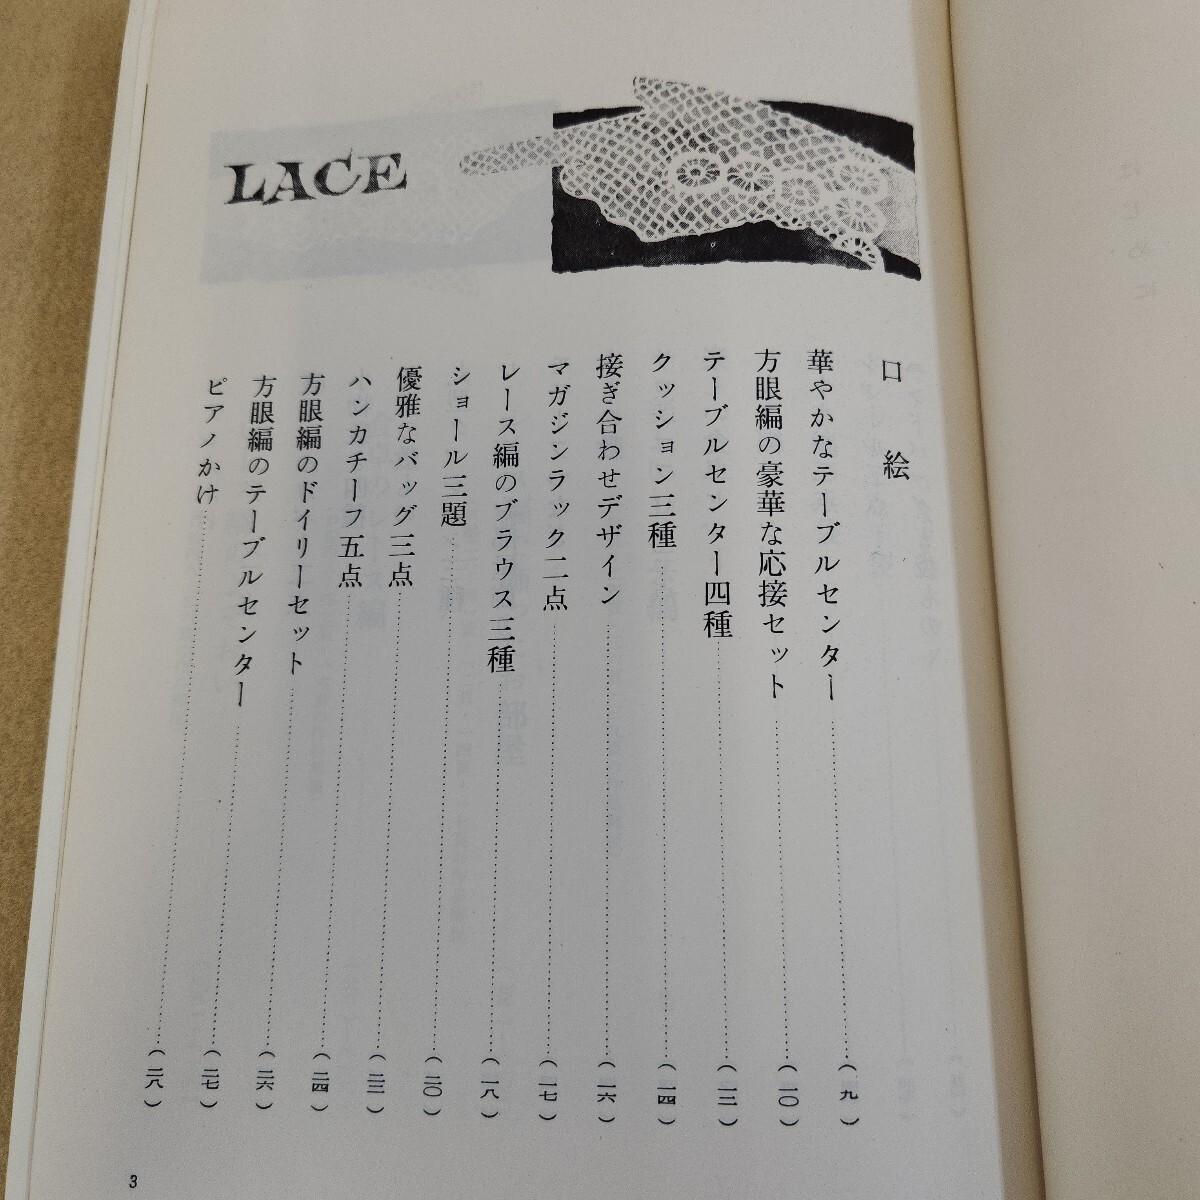 LACE
口絵
華やかなテーブルセンター……(九)
方眼編の豪華な応接セット……(一〇)
テーブルセンター四種……(一二)
クッション三種……(一四)
接ぎ合わせデザイン……(一六)
マガジンラック二点……(一七)
レース編のブラウス三種……(一八)
ショール三題……(二〇)
優雅なバッグ三点……(二二)
ハンカチーフ五点……(二四)
方眼編のドイリーセット……(二六)
方眼編のテーブルセンター……(二七)
ピアノかけ……(二八)
3